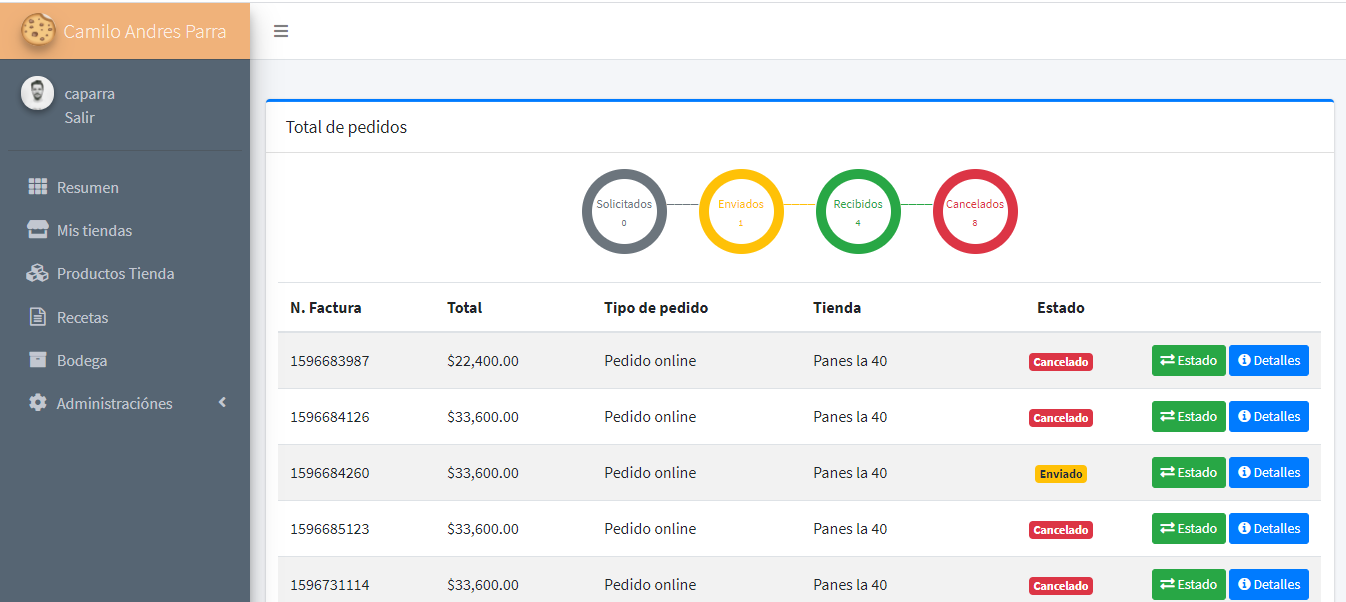 Camilo Andres Parra
caparra
Salir
Resumen
Mis tiendas
Productos Tienda
Recetas
Bodega
Administraciónes
Total de pedidos
Solicitados
0
Enviados
1
Recibidos
4
Cancelados
8
N. Factura Total Tipo de pedido Tienda Estado
1596683987 $22,400.00 Pedido online Panes la 40 Cancelado Estado Detalles
1596684126 $33,600.00 Pedido online Panes la 40 Cancelado Estado Detalles
1596684260 $33,600.00 Pedido online Panes la 40 Enviado Estado Detalles
1596685123 $33,600.00 Pedido online Panes la 40 Cancelado Estado Detalles
1596731114 $33,600.00 Pedido online Panes la 40 Cancelado Estado Detalles